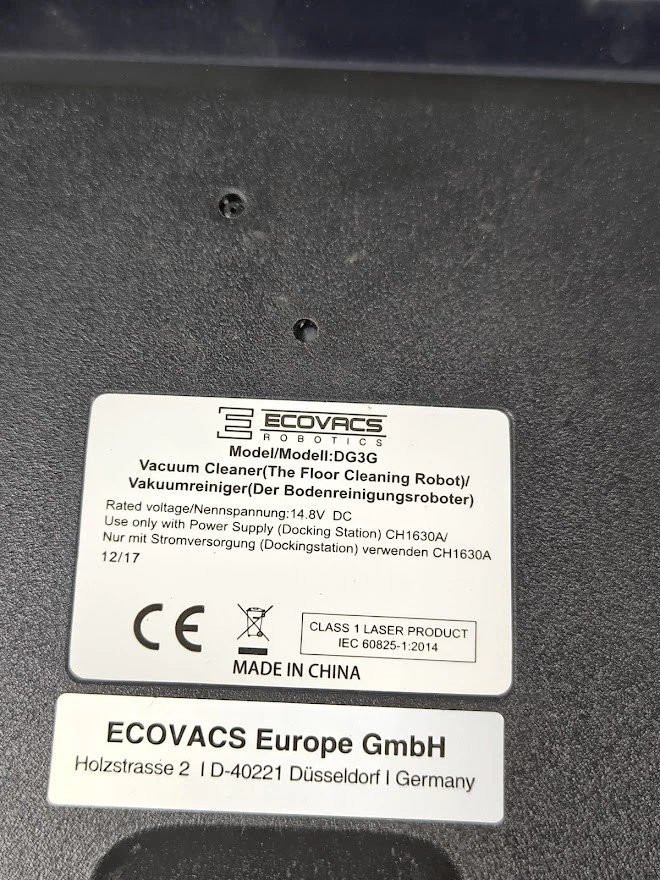 ECOVACS
ROBOTICS
Model/Modell:DG3G
Vacuum Cleaner(The Floor Cleaning Robot)/
Vakuumreiniger(Der Bodenreinigungsroboter)
Rated voltage/Nennspannung:14.8V DC
Use only with Power Supply (Docking Station) CH1630A/
Nur mit Stromversorgung (Dockingstation) verwenden CH1630A
12/17
CE
CLASS 1 LASER PRODUCT
IEC 60825-1:2014
MADE IN CHINA
ECOVACS Europe GmbH
Holzstrasse 2 I D-40221 Düsseldorf I Germany